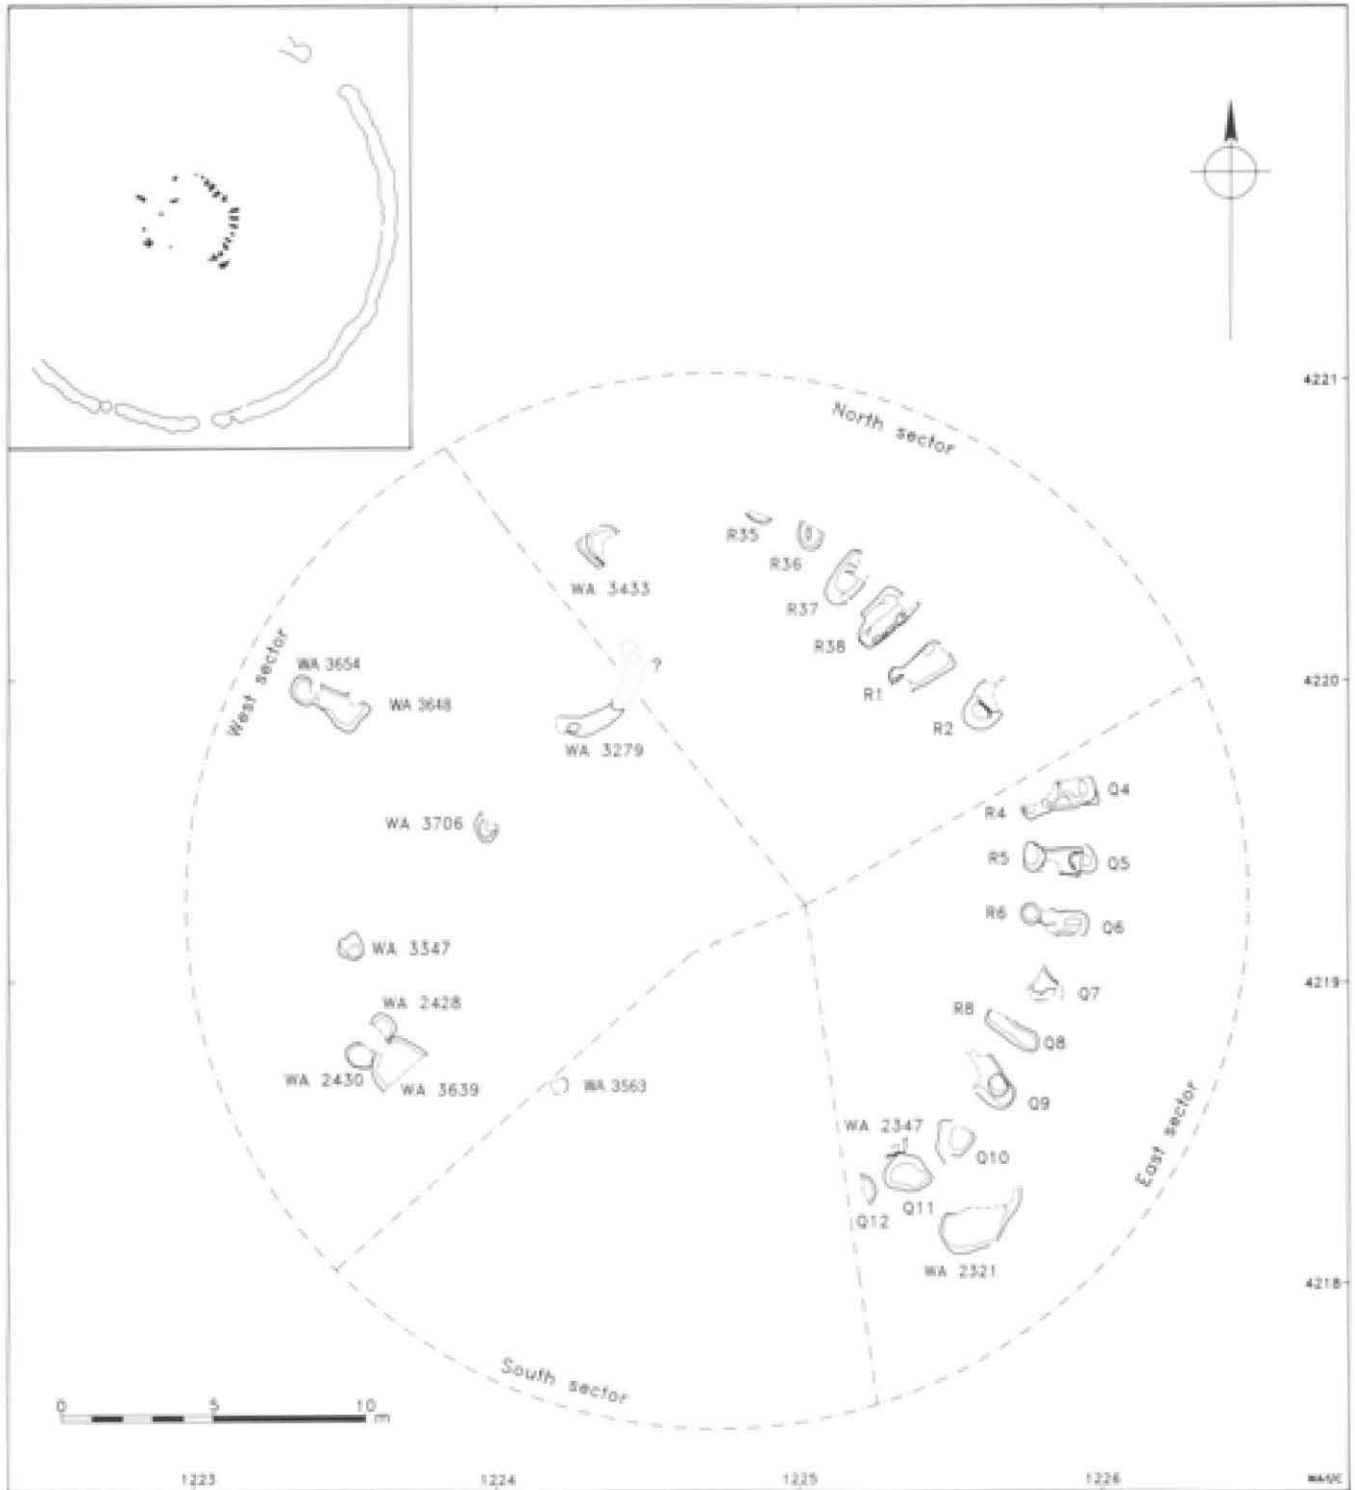 4221
North sector
R35
R36
WA 3433
R37
R38
West sector
WA 3654
?
4220
R1
WA 3648
R2
WA 3279
Q4
R4
WA 3706
R5
Q5
R6
Q6
WA 3347
4219
Q7
WA 2428
R8
Q8
WA 2430
WA 3639
WA 3563
Q9
WA 2347
East sector
Q10
Q11
Q12
WA 2321
4218
South sector
0 5 10
m
1223 1224 1225 1226